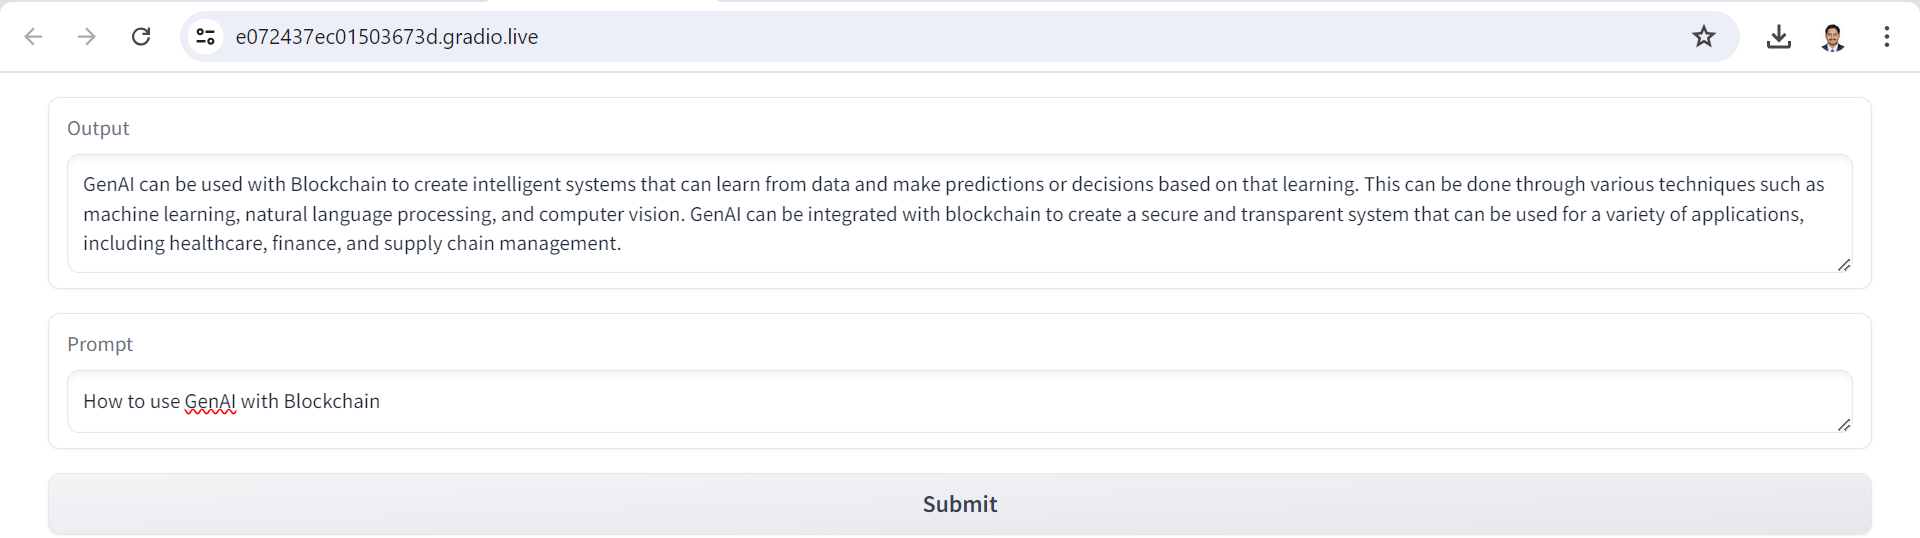 e072437ec01503673d.gradio.live
Output
GenAI can be used with Blockchain to create intelligent systems that can learn from data and make predictions or decisions based on that learning. This can be done through various techniques such as
machine learning, natural language processing, and computer vision. GenAI can be integrated with blockchain to create a secure and transparent system that can be used for a variety of applications,
including healthcare, finance, and supply chain management.
Prompt
How to use GenAI with Blockchain
Submit